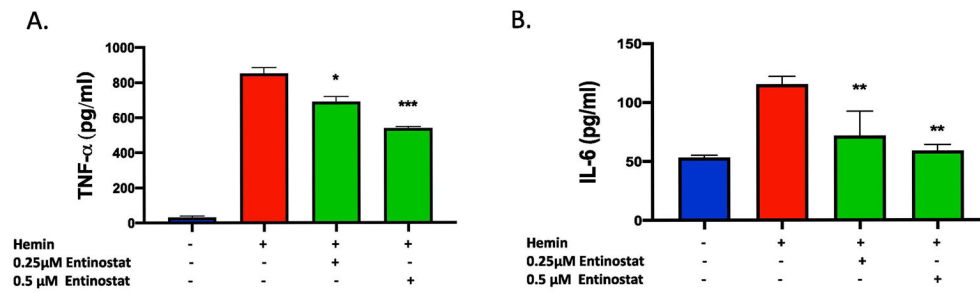 A.
TNF-α (pg/ml)
1000
800
600
400
200
0
*
***
Hemin - + + +
0.25µM Entinostat - - + -
0.5 µM Entinostat - - - +
B.
IL-6 (pg/ml)
150
100
50
0
**
**
Hemin - + + +
0.25µM Entinostat - - + -
0.5 µM Entinostat - - - +